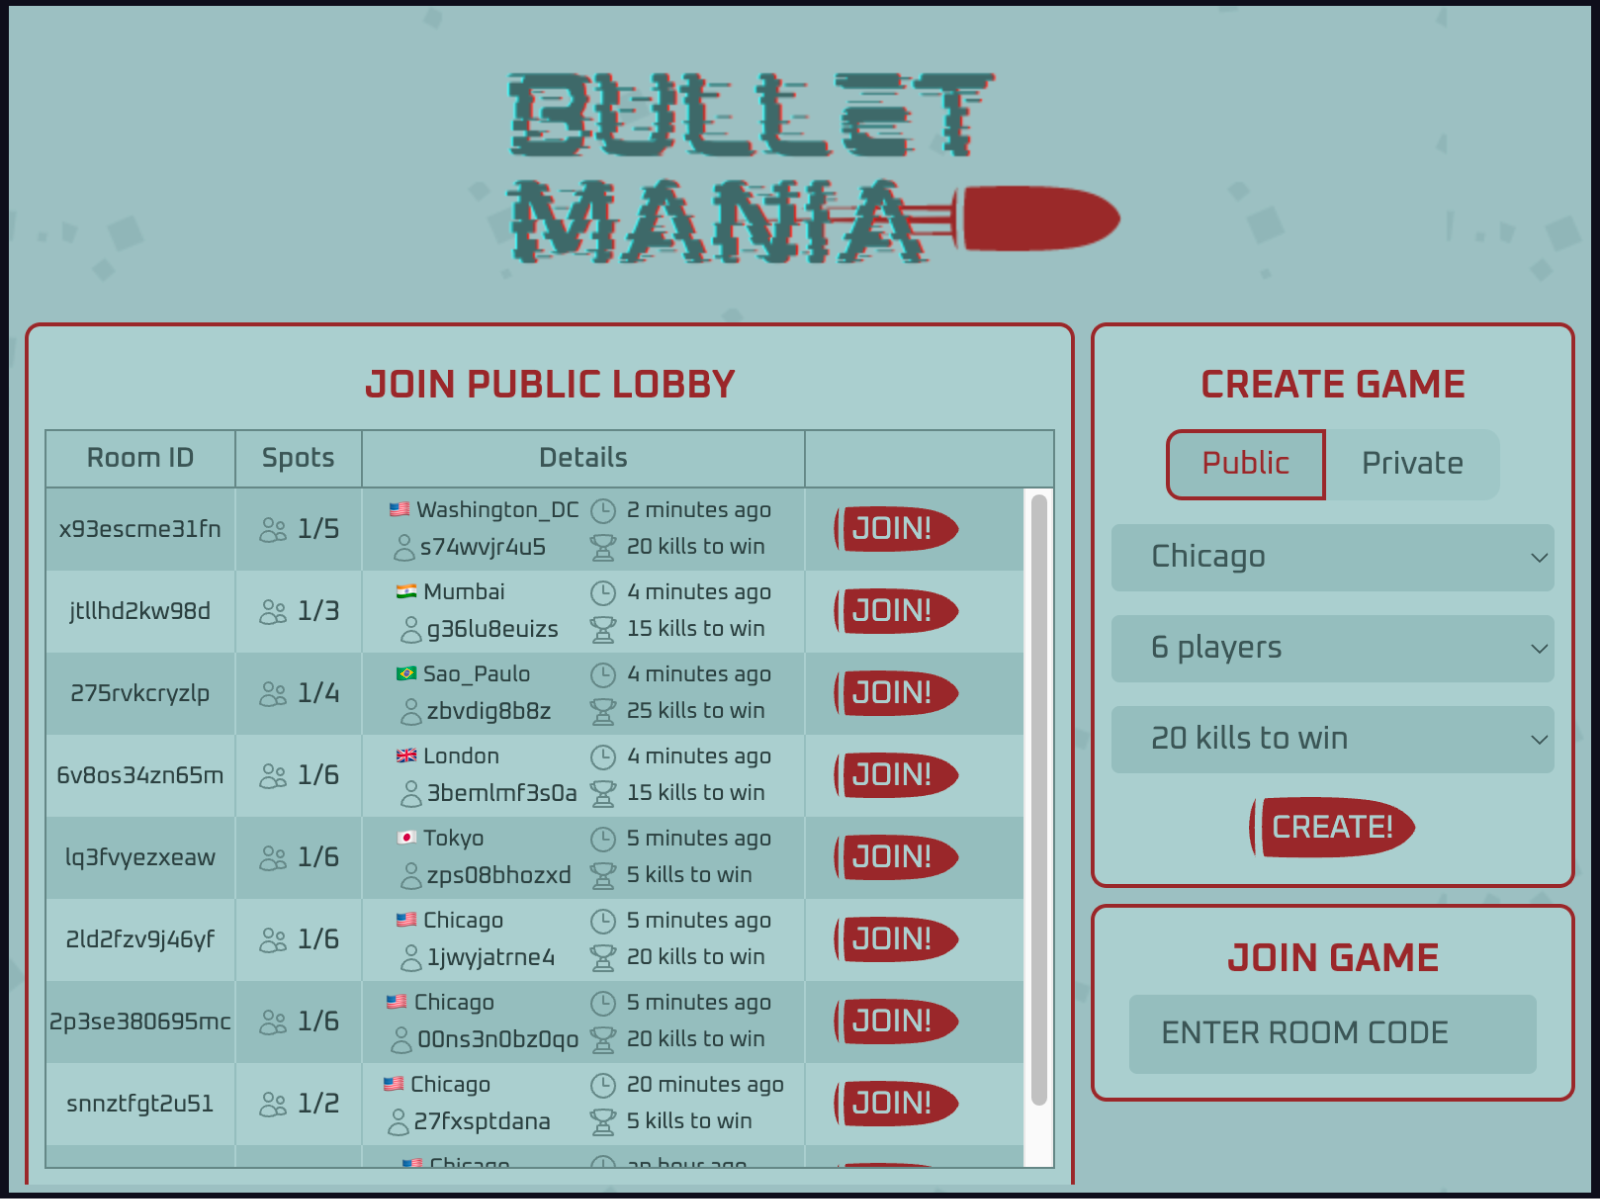 BULLET
MANIA
JOIN PUBLIC LOBBY
Room ID Spots Details
x93escme31fn 1/5 Washington_DC 2 minutes ago JOIN!
s74wvjr4u5 20 kills to win
jtllhd2kw98d 1/3 Mumbai 4 minutes ago JOIN!
g36lu8euizs 15 kills to win
275rvkcryzlp 1/4 Sao_Paulo 4 minutes ago JOIN!
zbvdig8b8z 25 kills to win
6v8os34zn65m 1/6 London 4 minutes ago JOIN!
3bemlmf3s0a 15 kills to win
lq3fvyezxeaw 1/6 Tokyo 5 minutes ago JOIN!
zps08bhozxd 5 kills to win
2ld2fzv9j46yf 1/6 Chicago 5 minutes ago JOIN!
1jwyjatrne4 20 kills to win
2p3se380695mc 1/6 Chicago 5 minutes ago JOIN!
00ns3n0bz0qo 20 kills to win
snnztfgt2u51 1/2 Chicago 20 minutes ago JOIN!
27fxsptdana 5 kills to win
Chicago an hour ago
CREATE GAME
Public Private
Chicago
6 players
20 kills to win
CREATE!
JOIN GAME
ENTER ROOM CODE